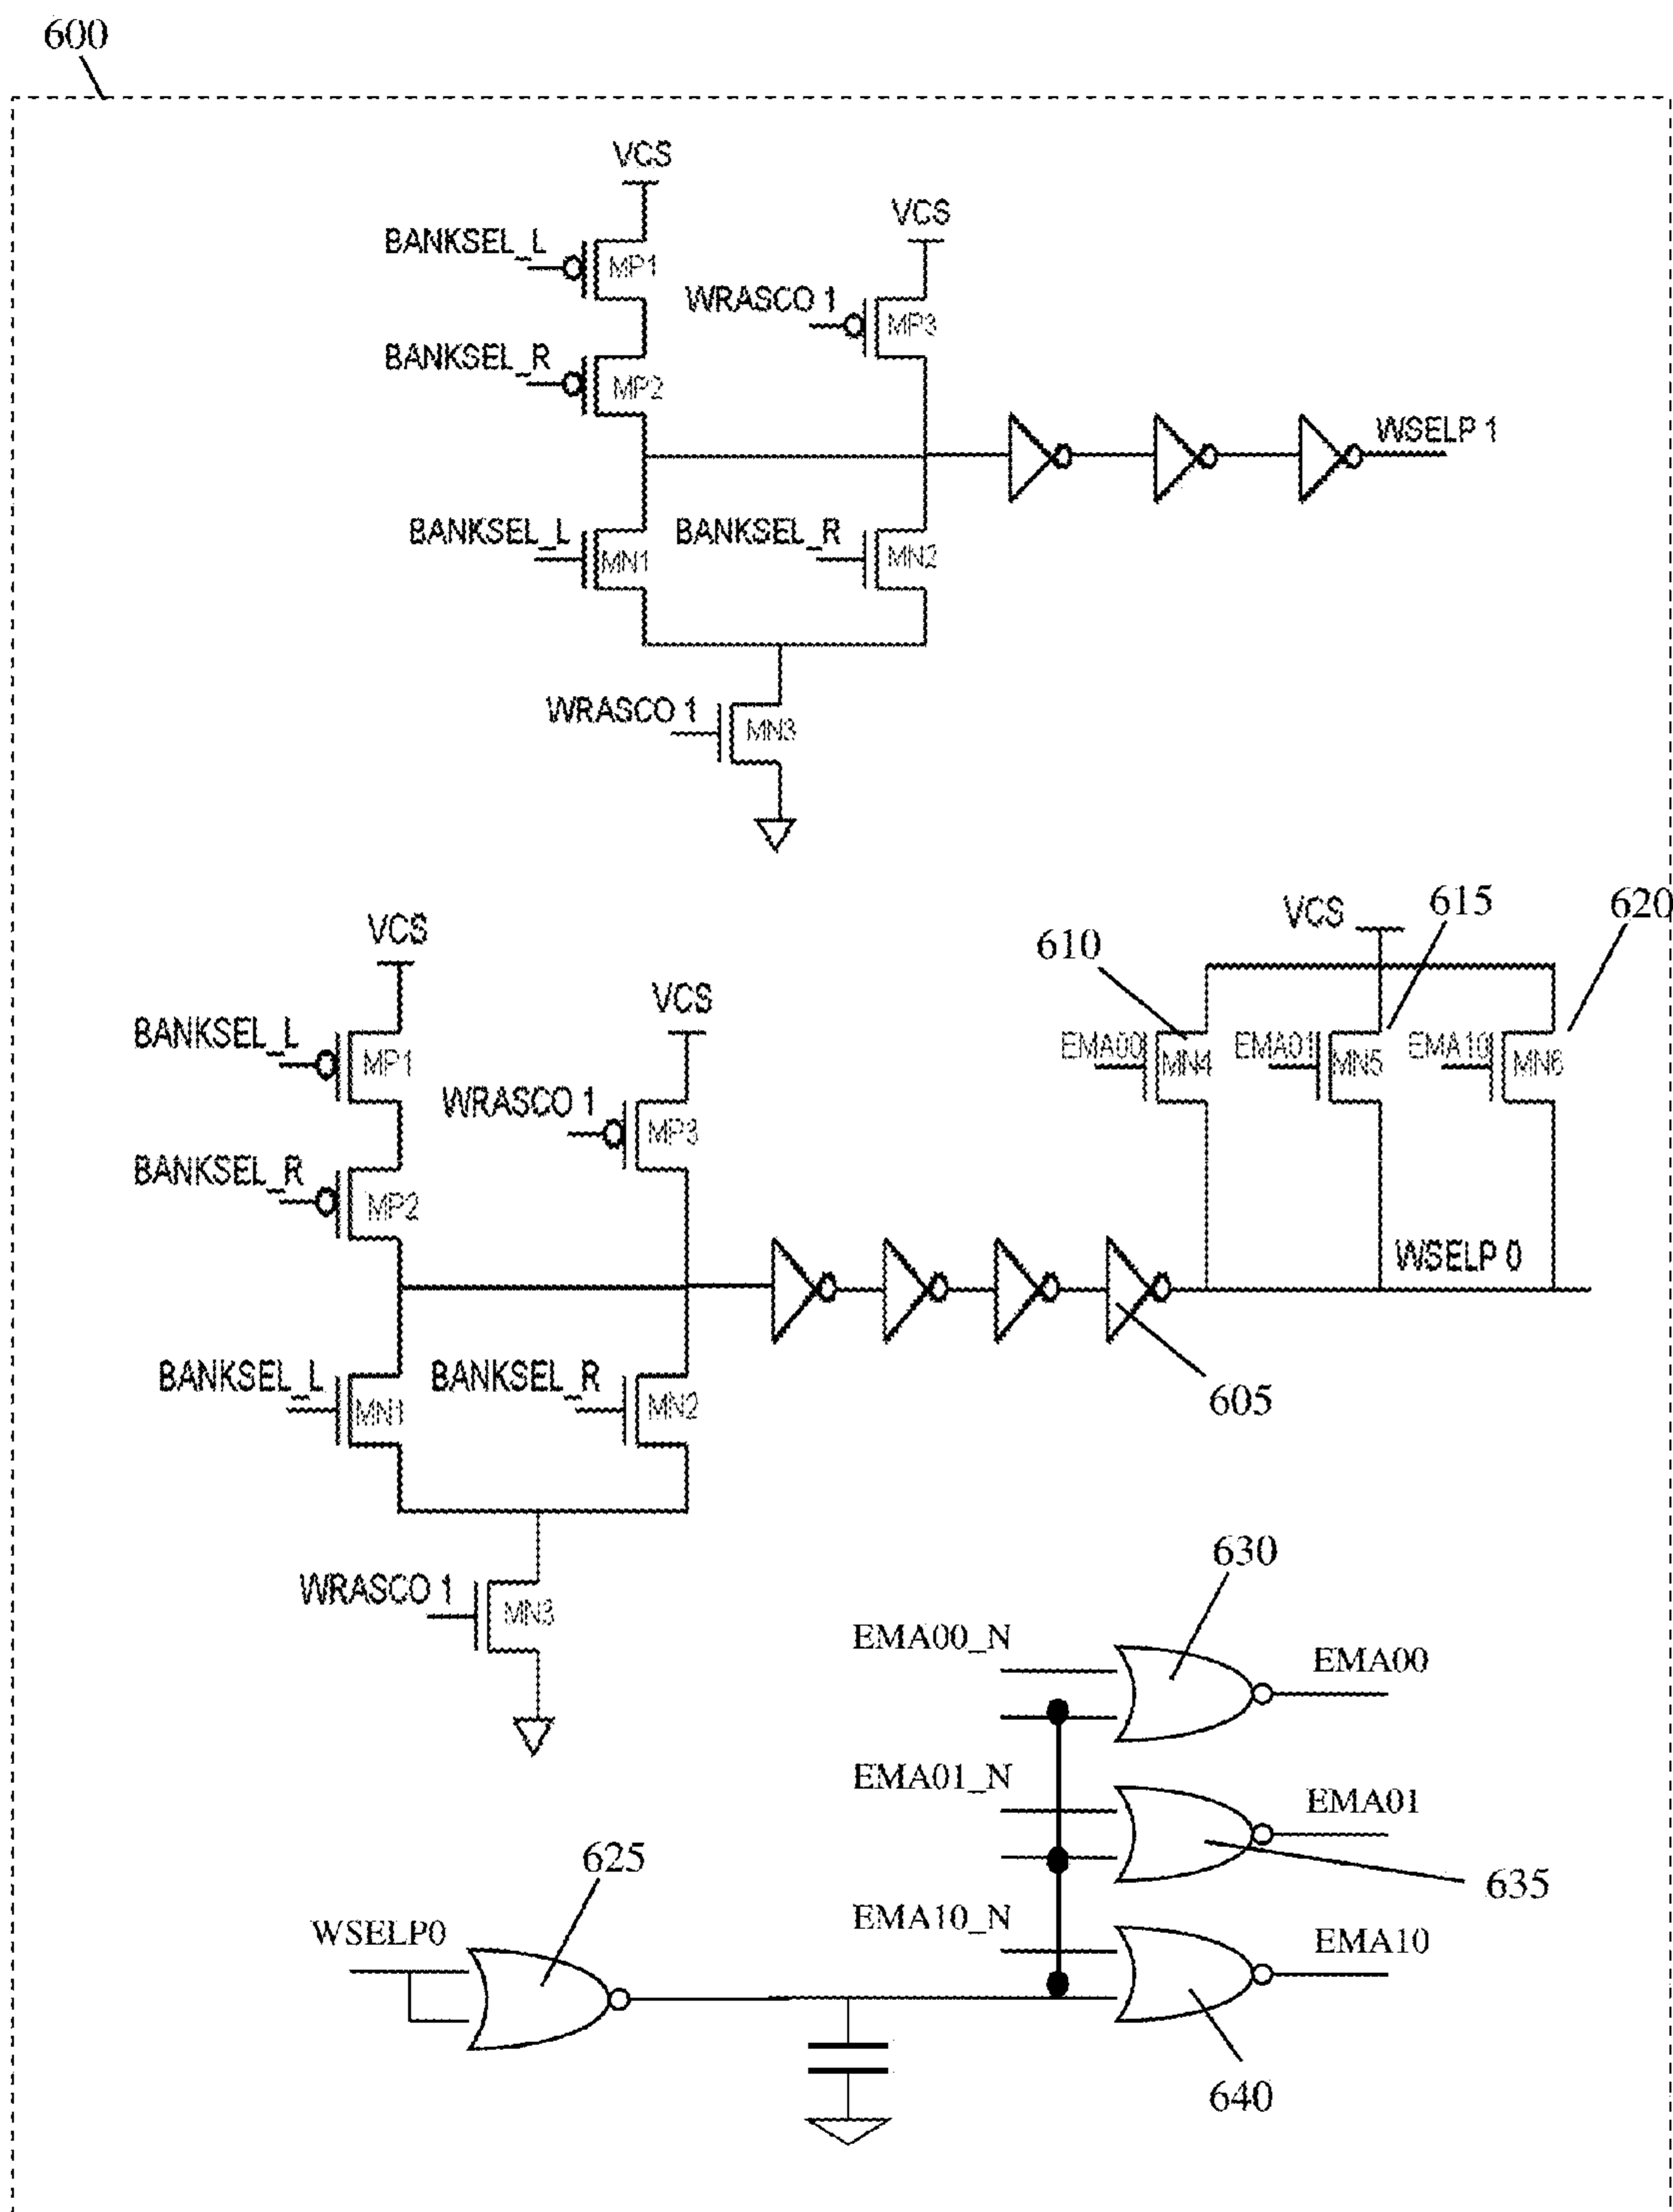 600
VCS
VCS
BANKSEL_L
MP1
WRASCO 1
MP3
BANKSEL_R
MP2
WSELP 1
BANKSEL_L
MN1
BANKSEL_R
MN2
WRASCO 1
MN3
VCS
615
620
VCS
610
VCS
BANKSEL_L
MP1
EMA00
MN4
EMA01
MN5
EMA10
MN6
WRASCO 1
MP3
BANKSEL_R
MP2
WSELP 0
BANKSEL_L
MN1
BANKSEL_R
MN2
605
WRASCO 1
MN3
630
EMA00_N
EMA00
EMA01_N
EMA01
625
635
EMA10_N
WSELP0
EMA10
640